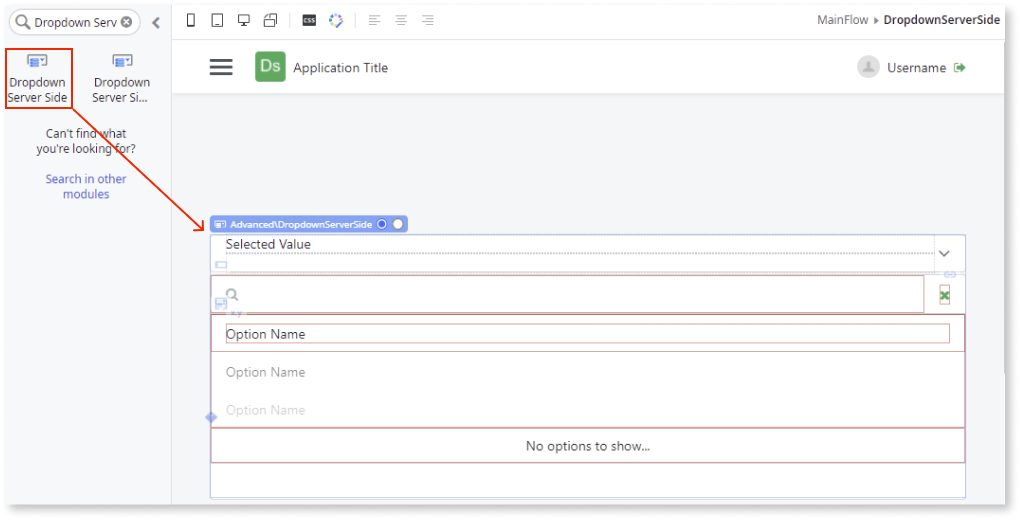 Dropdown Serv
CSS
MainFlow DropdownServerSide
Dropdown
Server Side
Dropdown
Server Si...
Can't find what
you're looking for?
Search in other
modules
Ds
Application Title
Username
Advanced\DropdownServerSide
Selected Value
x.y
Option Name
Option Name
Option Name
No options to show...